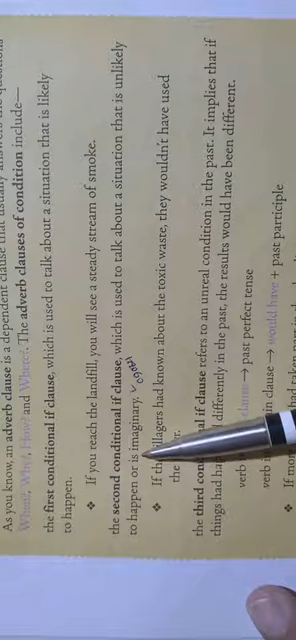 As you know, an adverb clause is a dependent clause that usually answers the questions
When?, Why?, How? and Where?. The adverb clauses of condition include—
the first conditional if clause, which is used to talk about a situation that is likely
to happen.
❖ If you reach the landfill, you will see a steady stream of smoke.
the second conditional if clause, which is used to talk about a situation that is unlikely
to happen or is imaginary.
❖ If the villagers had known about the toxic waste, they wouldn't have used
the
the third conditional if clause refers to an unreal condition in the past. It implies that if
things had differently in the past, the results would have been different.
verb clause → past perfect tense
verb in clause → would have + past participle
❖ If